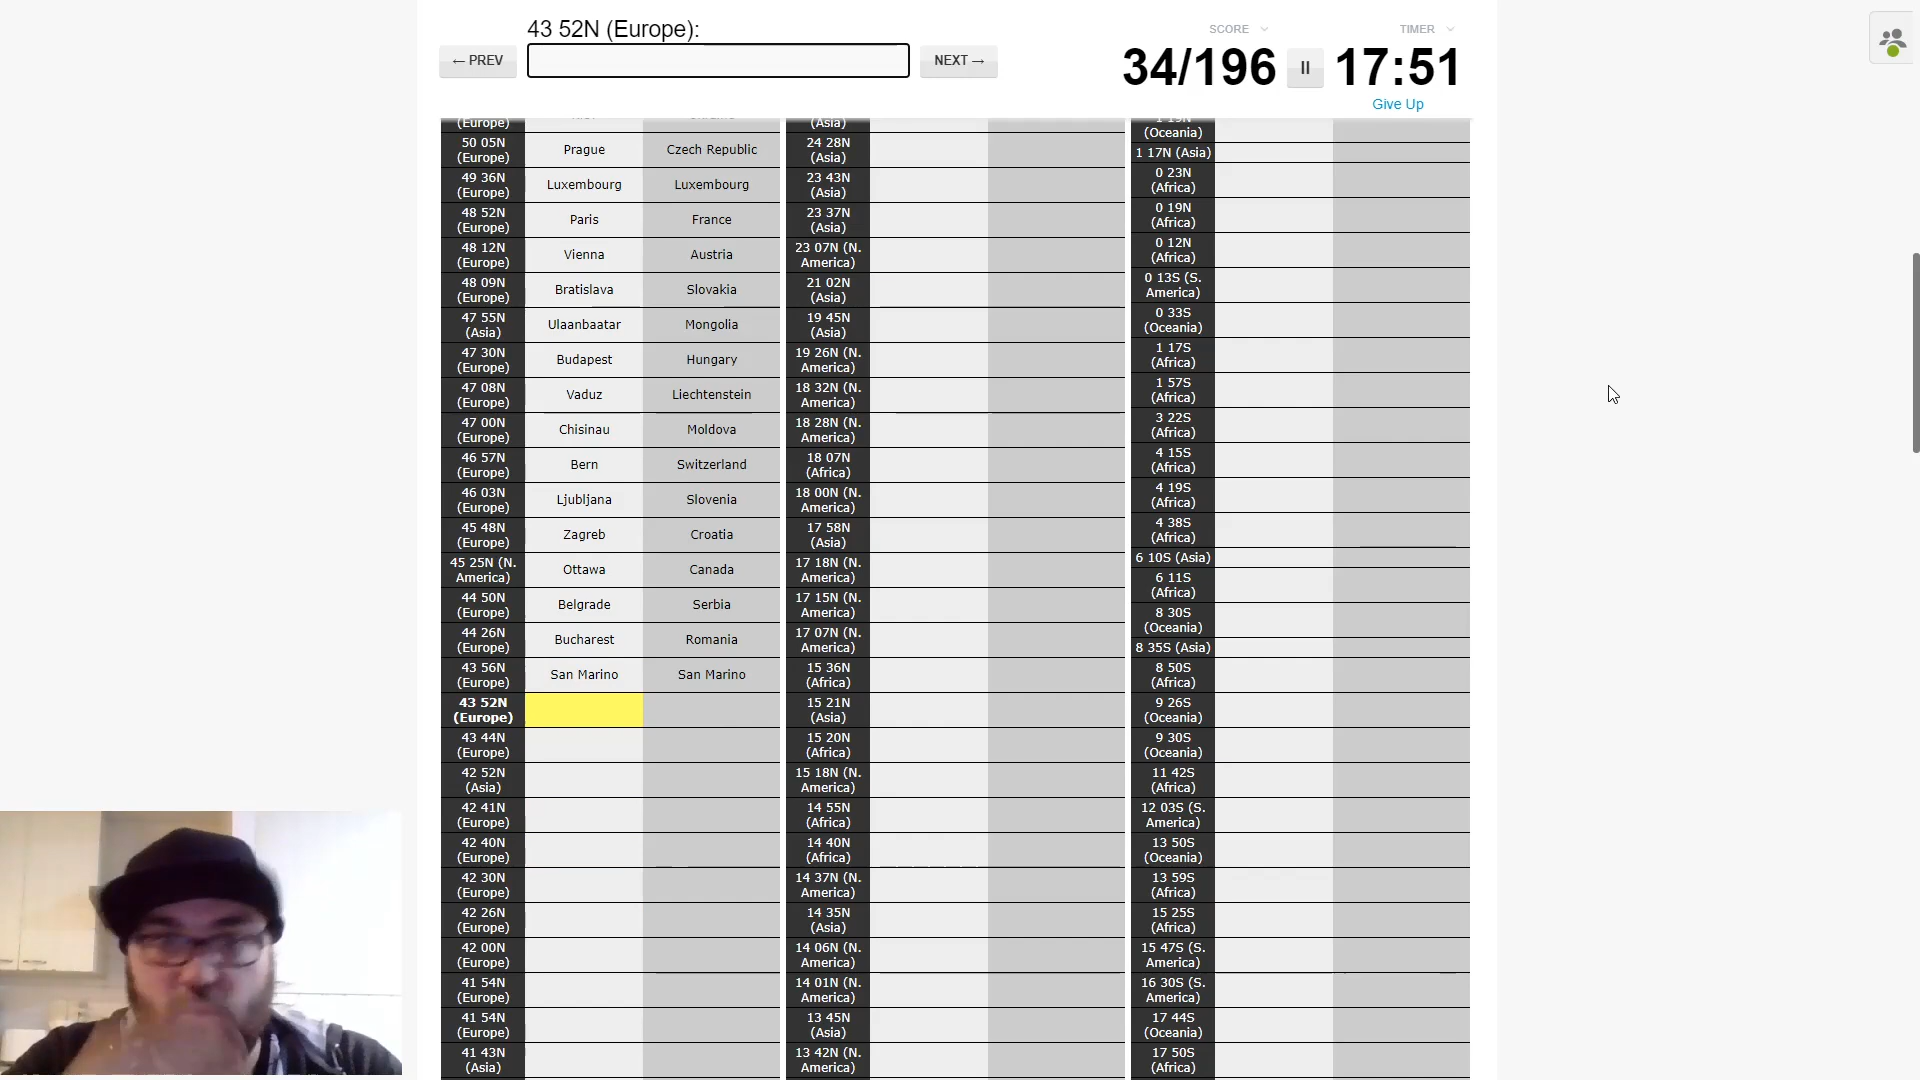 43 52N (Europe):
← PREV
NEXT →
SCORE
34/196
TIMER
17:51
Give Up
(Europe)
50 05N (Europe) Prague Czech Republic
49 36N (Europe) Luxembourg Luxembourg
48 52N (Europe) Paris France
48 12N (Europe) Vienna Austria
48 09N (Europe) Bratislava Slovakia
47 55N (Asia) Ulaanbaatar Mongolia
47 30N (Europe) Budapest Hungary
47 08N (Europe) Vaduz Liechtenstein
47 00N (Europe) Chisinau Moldova
46 57N (Europe) Bern Switzerland
46 03N (Europe) Ljubljana Slovenia
45 48N (Europe) Zagreb Croatia
45 25N (N. America) Ottawa Canada
44 50N (Europe) Belgrade Serbia
44 26N (Europe) Bucharest Romania
43 56N (Europe) San Marino San Marino
43 52N (Europe)
43 44N (Europe)
42 52N (Asia)
42 41N (Europe)
42 40N (Europe)
42 30N (Europe)
42 26N (Europe)
42 00N (Europe)
41 54N (Europe)
41 54N (Europe)
41 43N (Asia)
(Asia)
24 28N (Asia)
23 43N (Asia)
23 37N (Asia)
23 07N (N. America)
21 02N (Asia)
19 45N (Asia)
19 26N (N. America)
18 32N (N. America)
18 28N (N. America)
18 07N (Africa)
18 00N (N. America)
17 58N (Asia)
17 18N (N. America)
17 15N (N. America)
17 07N (N. America)
15 36N (Africa)
15 21N (Asia)
15 20N (Africa)
15 18N (N. America)
14 55N (Africa)
14 40N (Africa)
14 37N (N. America)
14 35N (Asia)
14 06N (N. America)
14 01N (N. America)
13 45N (Asia)
13 42N (N. America)
(Oceania)
1 17N (Asia)
0 23N (Africa)
0 19N (Africa)
0 12N (Africa)
0 13S (S. America)
0 33S (Oceania)
1 17S (Africa)
1 57S (Africa)
3 22S (Africa)
4 15S (Africa)
4 19S (Africa)
4 38S (Africa)
6 10S (Asia)
6 11S (Africa)
8 30S (Oceania)
8 35S (Asia)
8 50S (Africa)
9 26S (Oceania)
9 30S (Oceania)
11 42S (Africa)
12 03S (S. America)
13 50S (Oceania)
13 59S (Africa)
15 25S (Africa)
15 47S (S. America)
16 30S (S. America)
17 44S (Oceania)
17 50S (Africa)